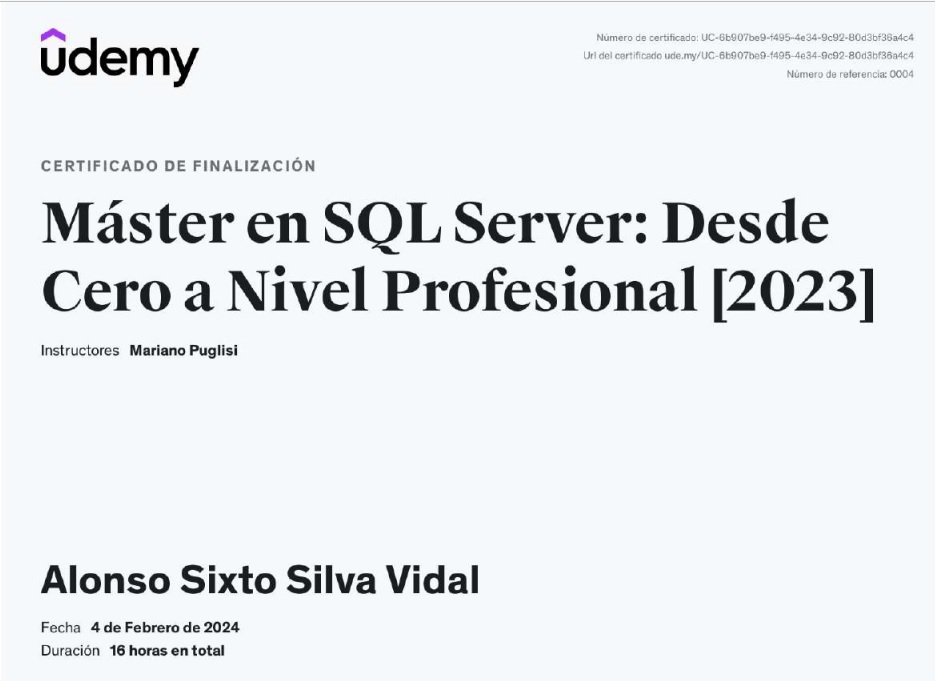 udemy
Número de certificado: UC-6b907be9-f495-4e34-9c92-80d3bf36a4c4
Url del certificado ude.my/UC-6b907be9-f495-4e34-9c92-80d3bf36a4c4
Número de referencia: 0004
CERTIFICADO DE FINALIZACIÓN
Máster en SQL Server: Desde
Cero a Nivel Profesional [2023]
Instructores Mariano Puglisi
Alonso Sixto Silva Vidal
Fecha 4 de Febrero de 2024
Duración 16 horas en total